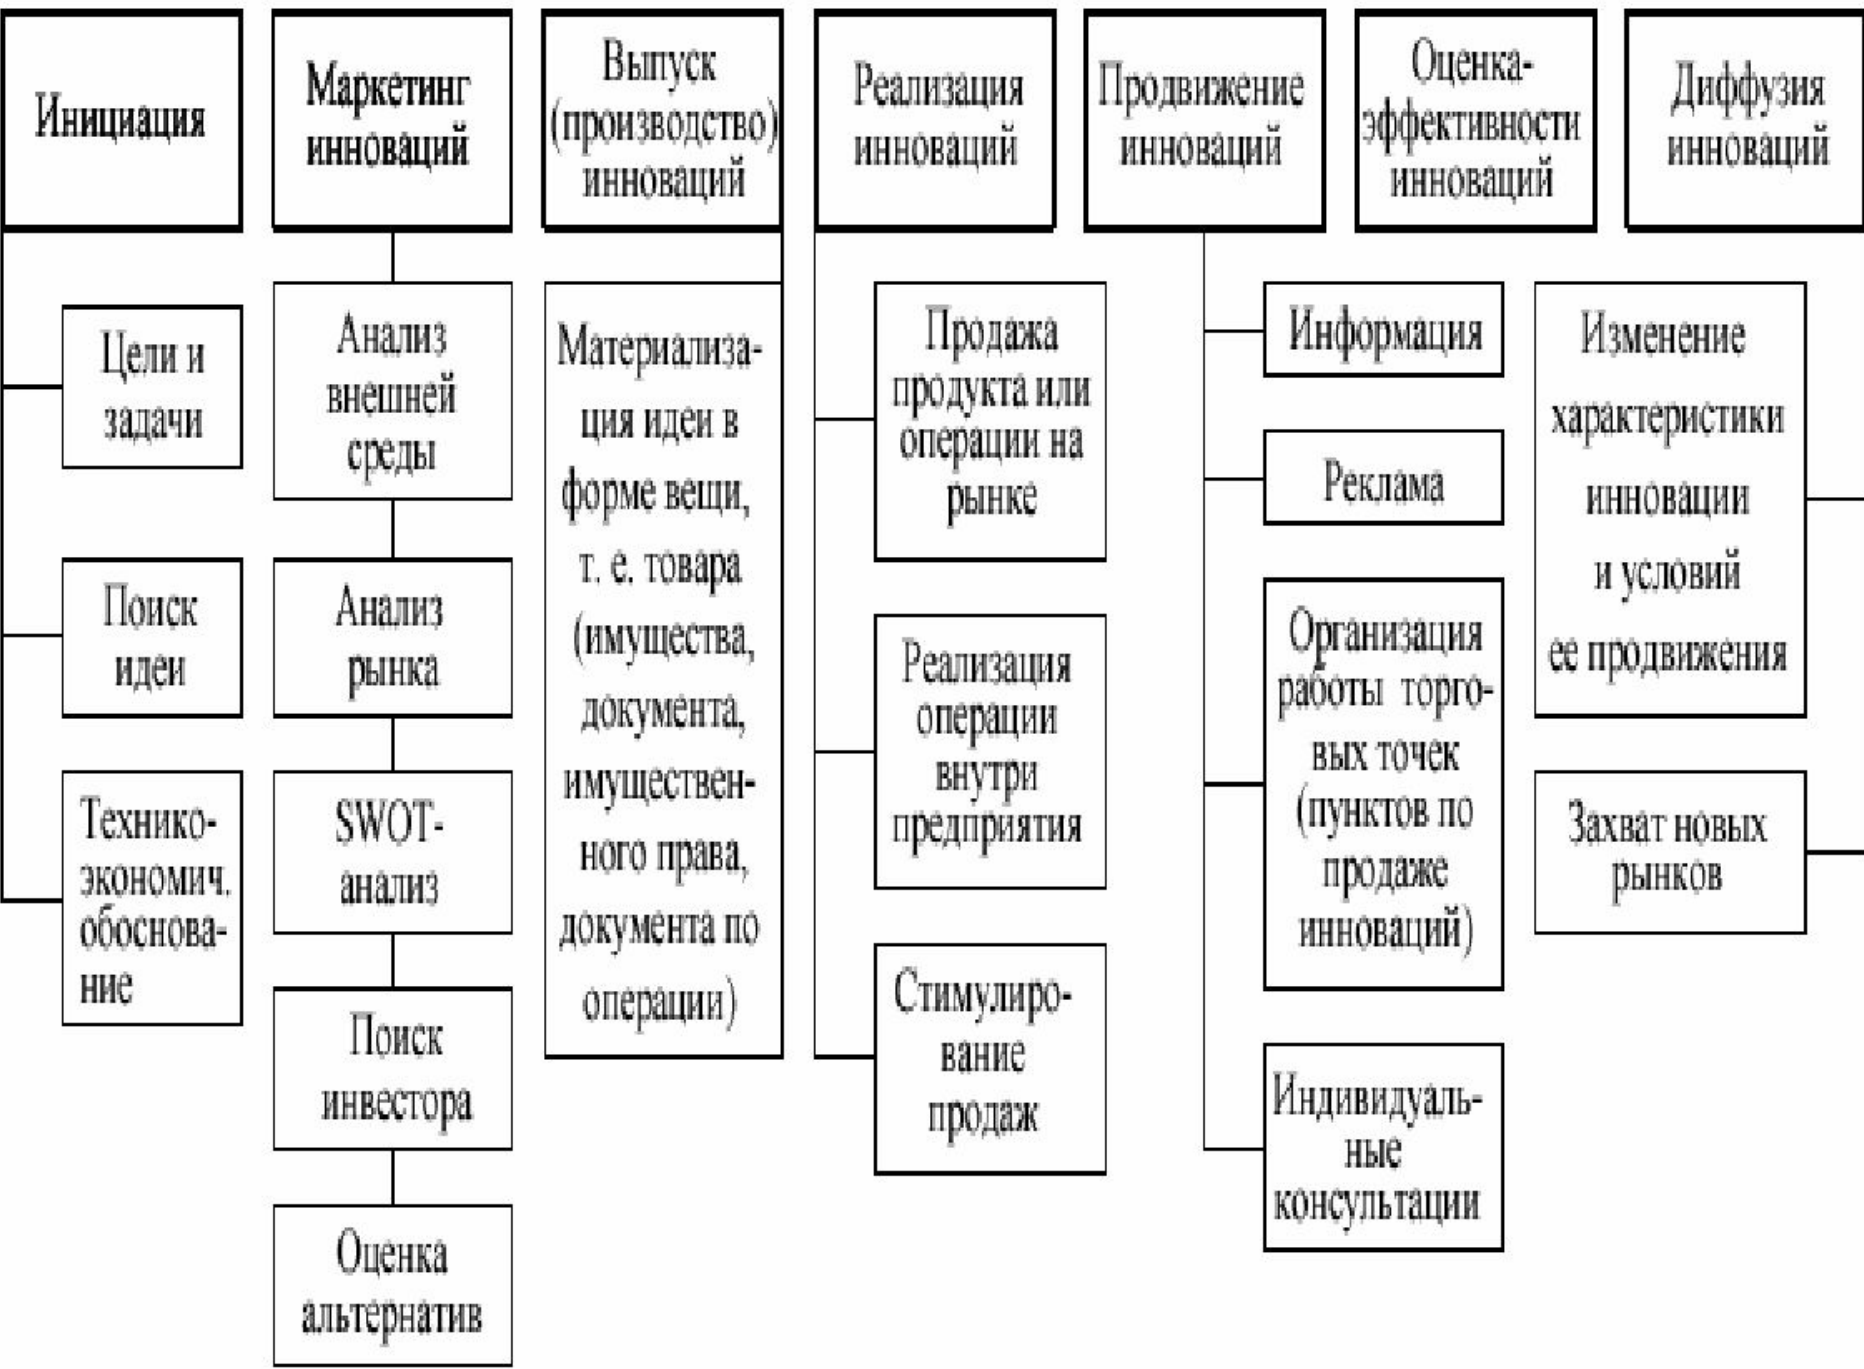 Инициация
Маркетинг
инноваций
Выпуск
(производство)
инноваций
Реализация
инноваций
Продвижение
инноваций
Оценка-
эффективности
инноваций
Диффузия
инноваций
Цели и
задачи
Поиск
идеи
Технико-
экономич.
обоснова-
ние
Анализ
внешней
среды
Анализ
рынка
SWOT-
анализ
Поиск
инвестора
Оценка
альтернатив
Материализа-
ция идеи в
форме вещи,
т. е. товара
(имущества,
документа,
имуществен-
ного права,
документа по
операции)
Продажа
продукта или
операции на
рынке
Реализация
операции
внутри
предприятия
Стимулиро-
вание
продаж
Информация
Реклама
Организация
работы торго-
вых точек
(пунктов по
продаже
инноваций)
Индивидуаль-
ные
консультации
Изменение
характеристики
инновации
и условий
ее продвижения
Захват новых
рынков